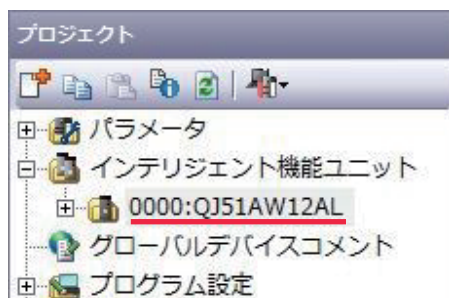 プロジェクト
パラメータ
インテリジェント機能ユニット
0000:QJ51AW12AL
グローバルデバイスコメント
プログラム設定